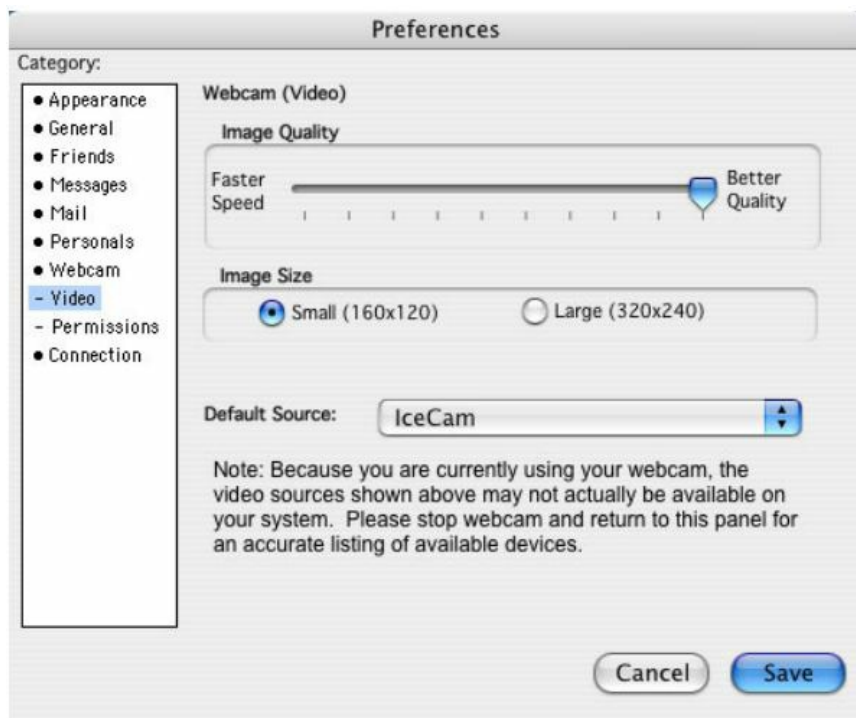 Preferences
Category:
• Appearance
• General
• Friends
• Messages
• Mail
• Personals
• Webcam
- Video
- Permissions
• Connection
Webcam (Video)
Image Quality
Faster
Speed
Better
Quality
Image Size
Small (160x120)
Large (320x240)
Default Source:
IceCam
Note: Because you are currently using your webcam, the
video sources shown above may not actually be available on
your system.  Please stop webcam and return to this panel for
an accurate listing of available devices.
Cancel
Save